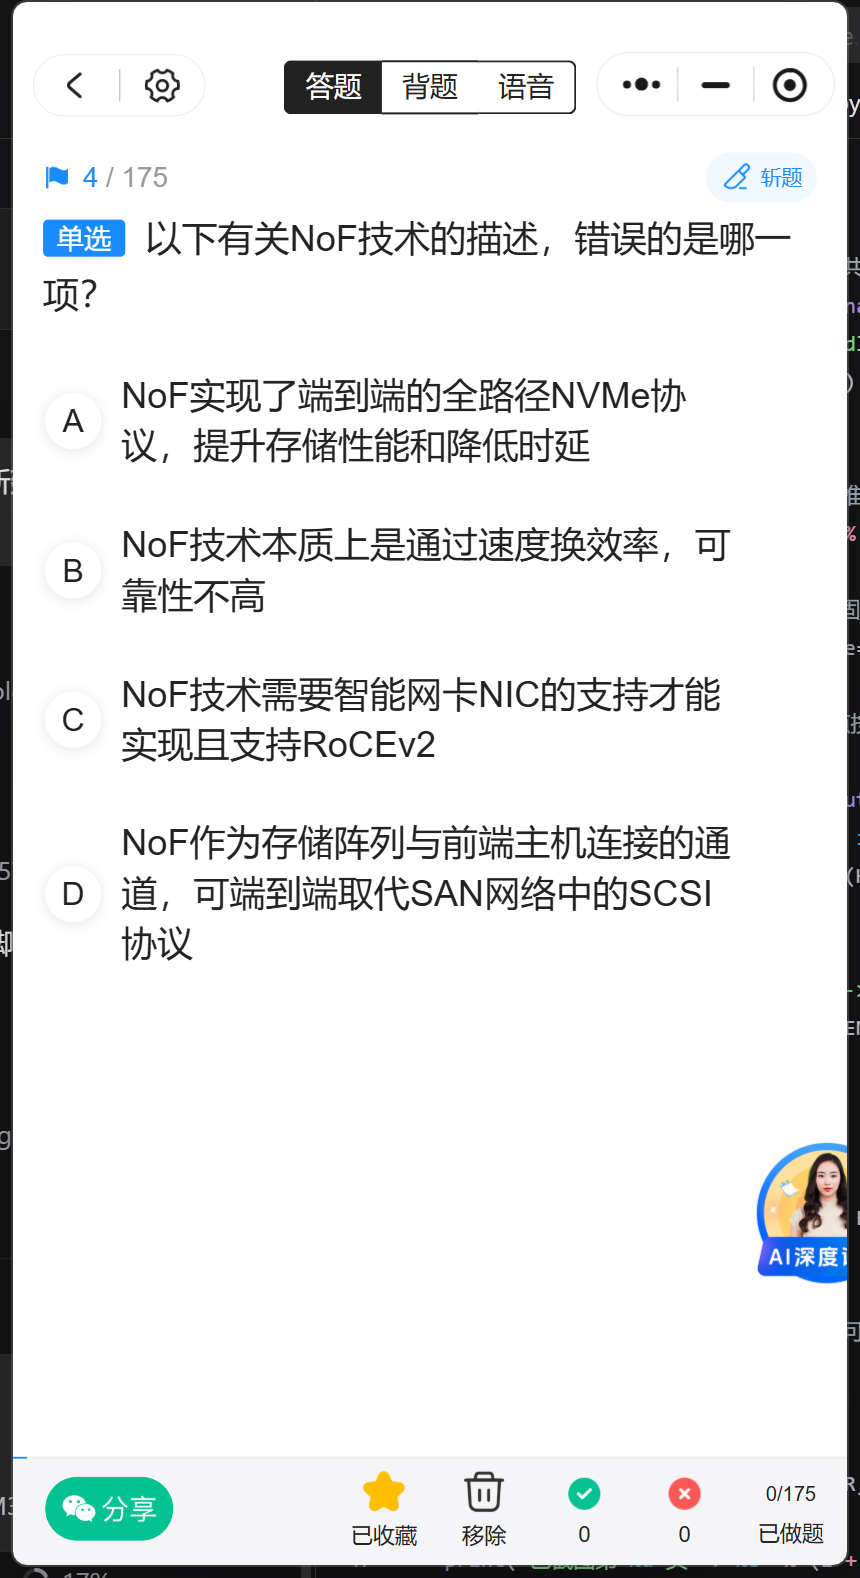 答题 背题 语音
4 / 175
斩题
单选 以下有关NoF技术的描述，错误的是哪一
项？
A NoF实现了端到端的全路径NVMe协
议，提升存储性能和降低时延
B NoF技术本质上是通过速度换效率，可
靠性不高
C NoF技术需要智能网卡NIC的支持才能
实现且支持RoCEv2
D NoF作为存储阵列与前端主机连接的通
道，可端到端取代SAN网络中的SCSI
协议
AI深度
分享
已收藏
移除
0
0
0/175
已做题